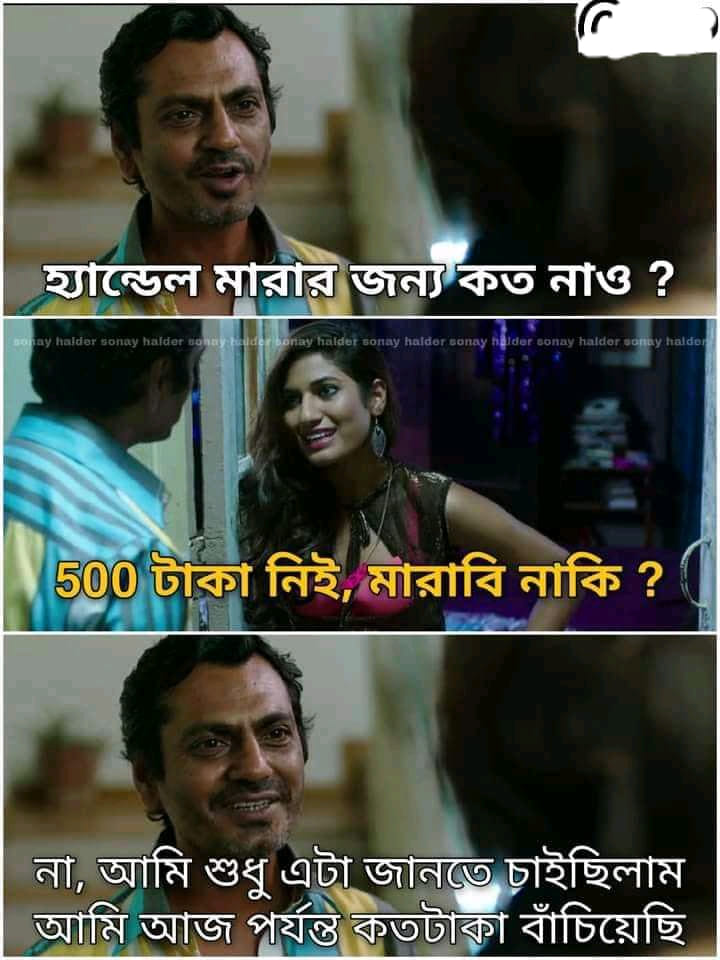 হ্যান্ডেল মারার জন্য কত নাও ?
sonay halder sonay halder sonay halder sonay halder sonay halder sonay halder sonay halder sonay halder
500 টাকা নিই, মারাবি নাকি ?
না, আমি শুধু এটা জানতে চাইছিলাম
আমি আজ পর্যন্ত কতটাকা বাঁচিয়েছি